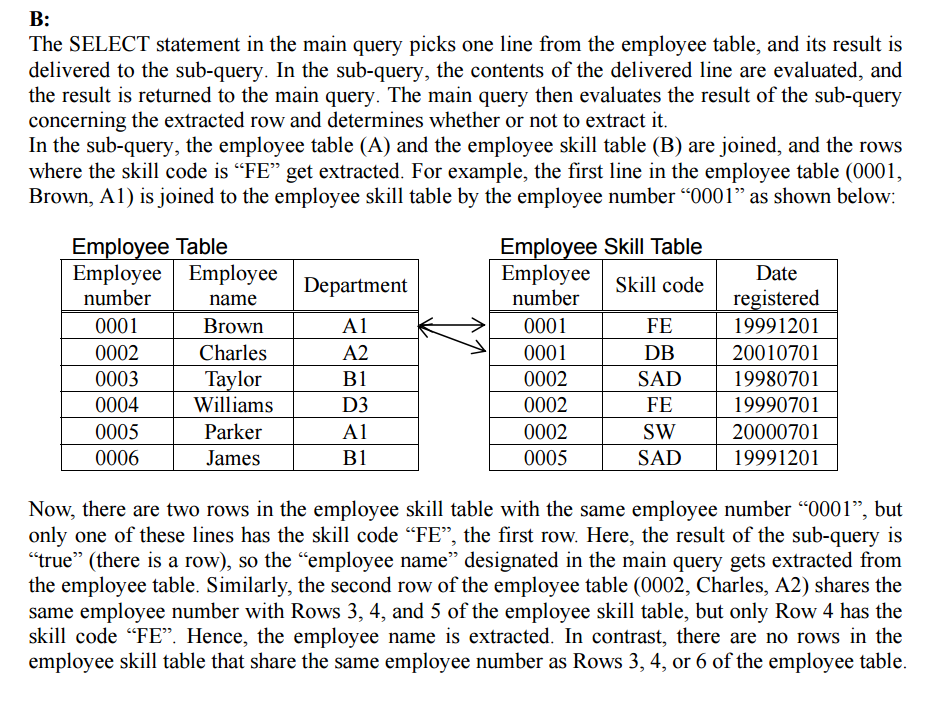 B:
The SELECT statement in the main query picks one line from the employee table, and its result is
delivered to the sub-query. In the sub-query, the contents of the delivered line are evaluated, and
the result is returned to the main query. The main query then evaluates the result of the sub-query
concerning the extracted row and determines whether or not to extract it.
In the sub-query, the employee table (A) and the employee skill table (B) are joined, and the rows
where the skill code is “FE” get extracted. For example, the first line in the employee table (0001,
Brown, A1) is joined to the employee skill table by the employee number “0001” as shown below:
Employee Table
Employee number Employee name Department
0001 Brown A1
0002 Charles A2
0003 Taylor B1
0004 Williams D3
0005 Parker A1
0006 James B1
Employee Skill Table
Employee number Skill code Date registered
0001 FE 19991201
0001 DB 20010701
0002 SAD 19980701
0002 FE 19990701
0002 SW 20000701
0005 SAD 19991201
Now, there are two rows in the employee skill table with the same employee number “0001”, but
only one of these lines has the skill code “FE”, the first row. Here, the result of the sub-query is
“true” (there is a row), so the “employee name” designated in the main query gets extracted from
the employee table. Similarly, the second row of the employee table (0002, Charles, A2) shares the
same employee number with Rows 3, 4, and 5 of the employee skill table, but only Row 4 has the
skill code “FE”. Hence, the employee name is extracted. In contrast, there are no rows in the
employee skill table that share the same employee number as Rows 3, 4, or 6 of the employee table.